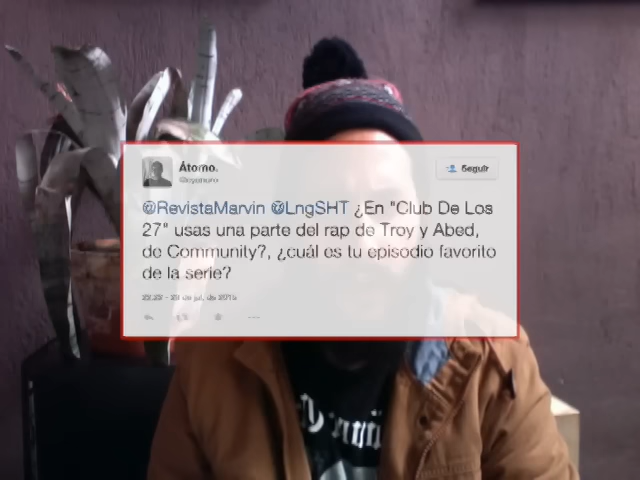 Átomo.
Seguir
@RevistaMarvin @LngSHT ¿En "Club De Los
27" usas una parte del rap de Troy y Abed,
de Community?, ¿cuál es tu episodio favorito
de la serie?